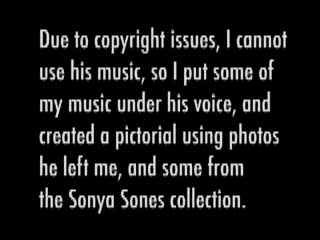 Due to copyright issues, I cannot
use his music, so I put some of
my music under his voice, and
created a pictorial using photos
he left me, and some from
the Sonya Sones collection.